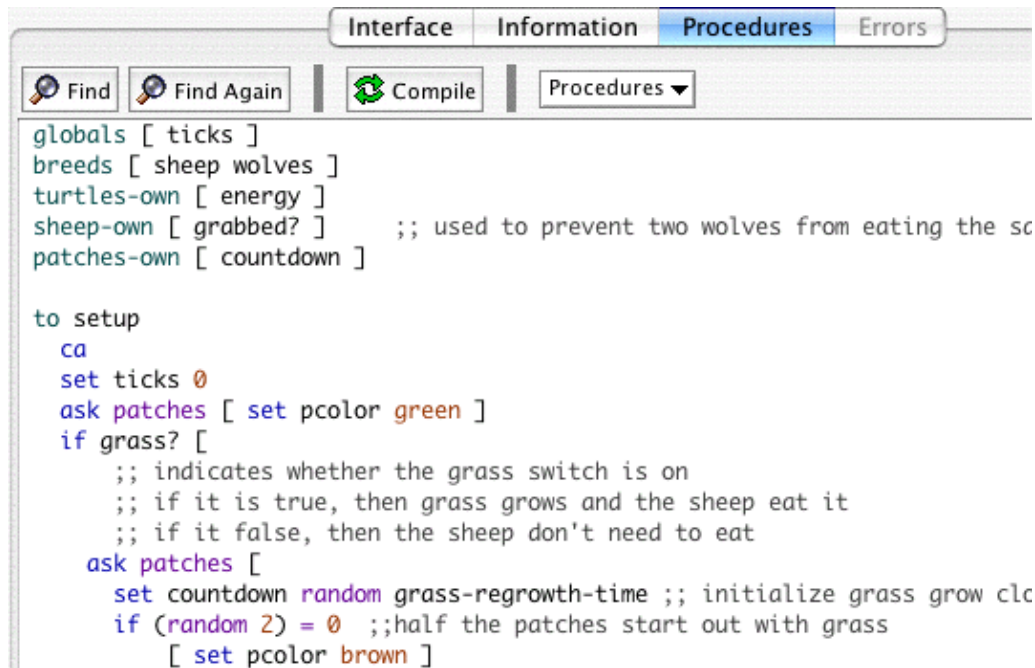 Interface Information Procedures Errors
Find Find Again Compile Procedures
globals [ ticks ]
breeds [ sheep wolves ]
turtles-own [ energy ]
sheep-own [ grabbed? ] ;; used to prevent two wolves from eating the
patches-own [ countdown ]
to setup
ca
set ticks 0
ask patches [ set pcolor green ]
if grass? [
;; indicates whether the grass switch is on
;; if it is true, then grass grows and the sheep eat it
;; if it false, then the sheep don't need to eat
ask patches [
set countdown random grass-regrowth-time ;; initialize grass grow
if (random 2) = 0 ;;half the patches start out with grass
[ set pcolor brown ]